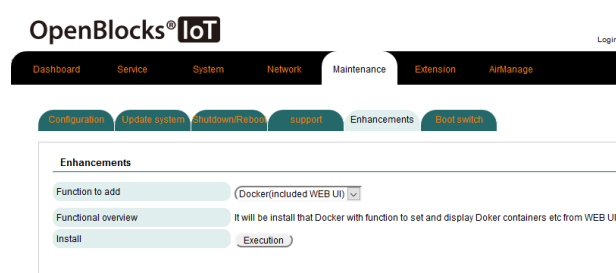 OpenBlocks® IoT
Login
Dashboard Service System Network Maintenance Extension AirManage
Configuration Update system Shutdown/Reboot support Enhancements Boot switch
Enhancements
Function to add (Docker(included WEB UI)
Functional overview It will be install that Docker with function to set and display Doker containers etc from WEB UI
Install Execution